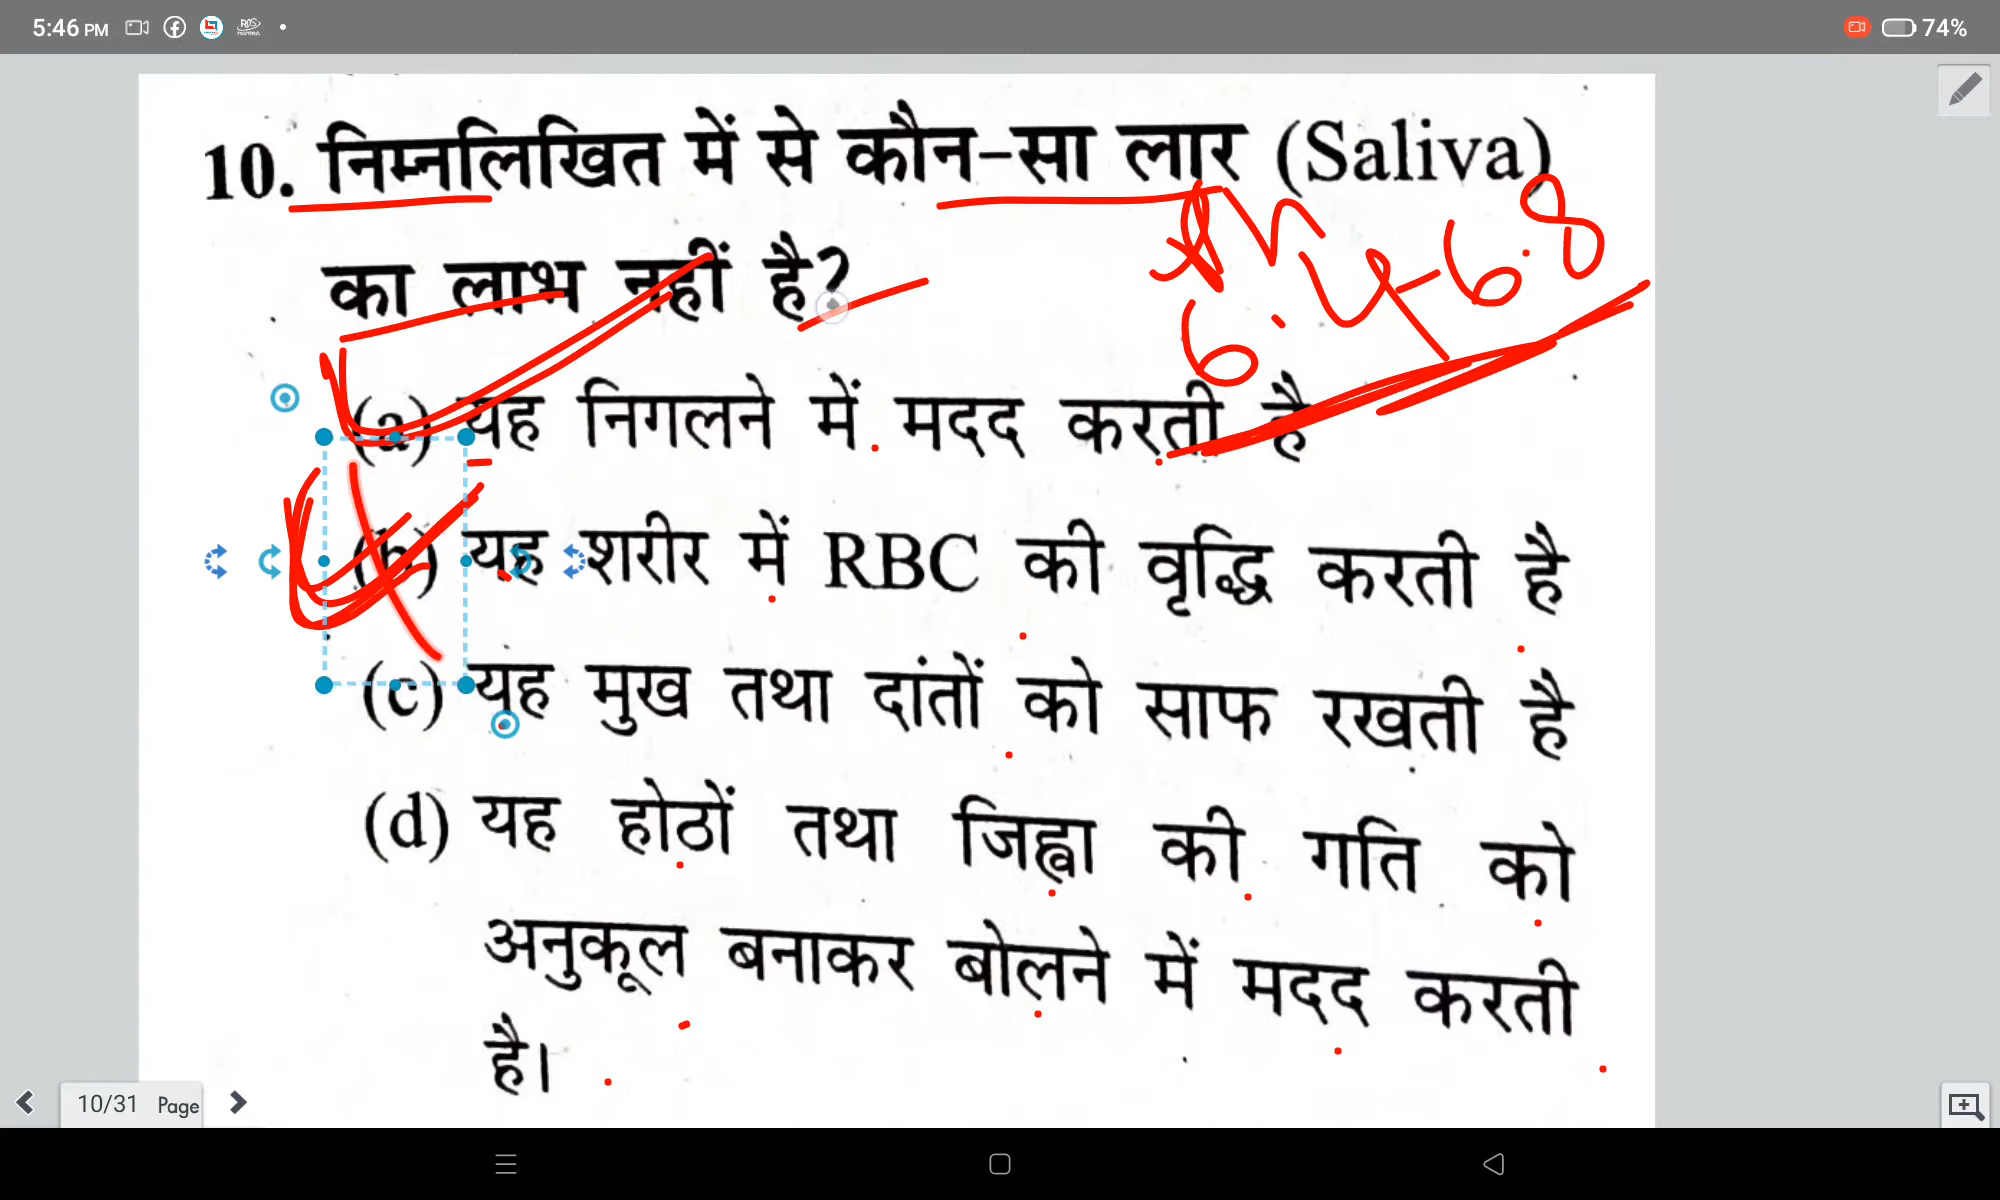 5:46 PM
74%
10. निम्नलिखित में से कौन-सा लार (Saliva)
का लाभ नहीं है?
6.4-6.8
(a) यह निगलने में मदद करती है
(b) यह शरीर में RBC की वृद्धि करती है
(c) यह मुख तथा दांतों को साफ रखती है
(d) यह होठों तथा जिह्वा की गति को
अनुकूल बनाकर बोलने में मदद करती
है।
10/31 Page